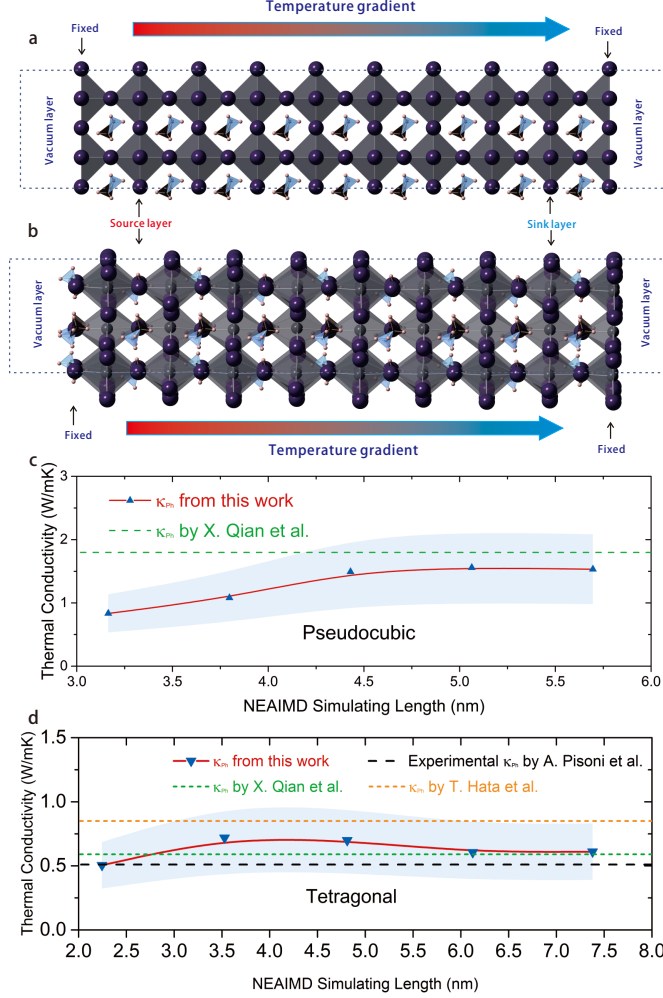 Temperature gradient
a
Fixed
Fixed
Vacuum layer
Vacuum layer
Source layer
Sink layer
b
Vacuum layer
Vacuum layer
Fixed
Fixed
Temperature gradient
c
Thermal Conductivity (W/mK)
3
2
1
0
κPh from this work
κPh by X. Qian et al.
Pseudocubic
3.0 3.5 4.0 4.5 5.0 5.5 6.0
NEAIMD Simulating Length (nm)
d
Thermal Conductivity (W/mK)
1.5
1.0
0.5
0.0
κPh from this work
Experimental κPh by A. Pisoni et al.
κPh by X. Qian et al.
κPh by T. Hata et al.
Tetragonal
2.0 2.5 3.0 3.5 4.0 4.5 5.0 5.5 6.0 6.5 7.0 7.5 8.0
NEAIMD Simulating Length (nm)